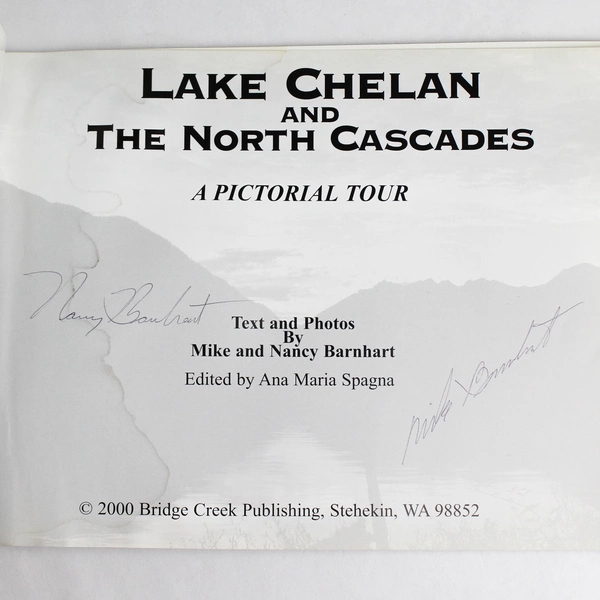 LAKE CHELAN
AND
THE NORTH CASCADES
A PICTORIAL TOUR
Nancy Barnhart
Text and Photos
By
Mike and Nancy Barnhart
Edited by Ana Maria Spagna
Mike Barnhart
© 2000 Bridge Creek Publishing, Stehekin, WA 98852